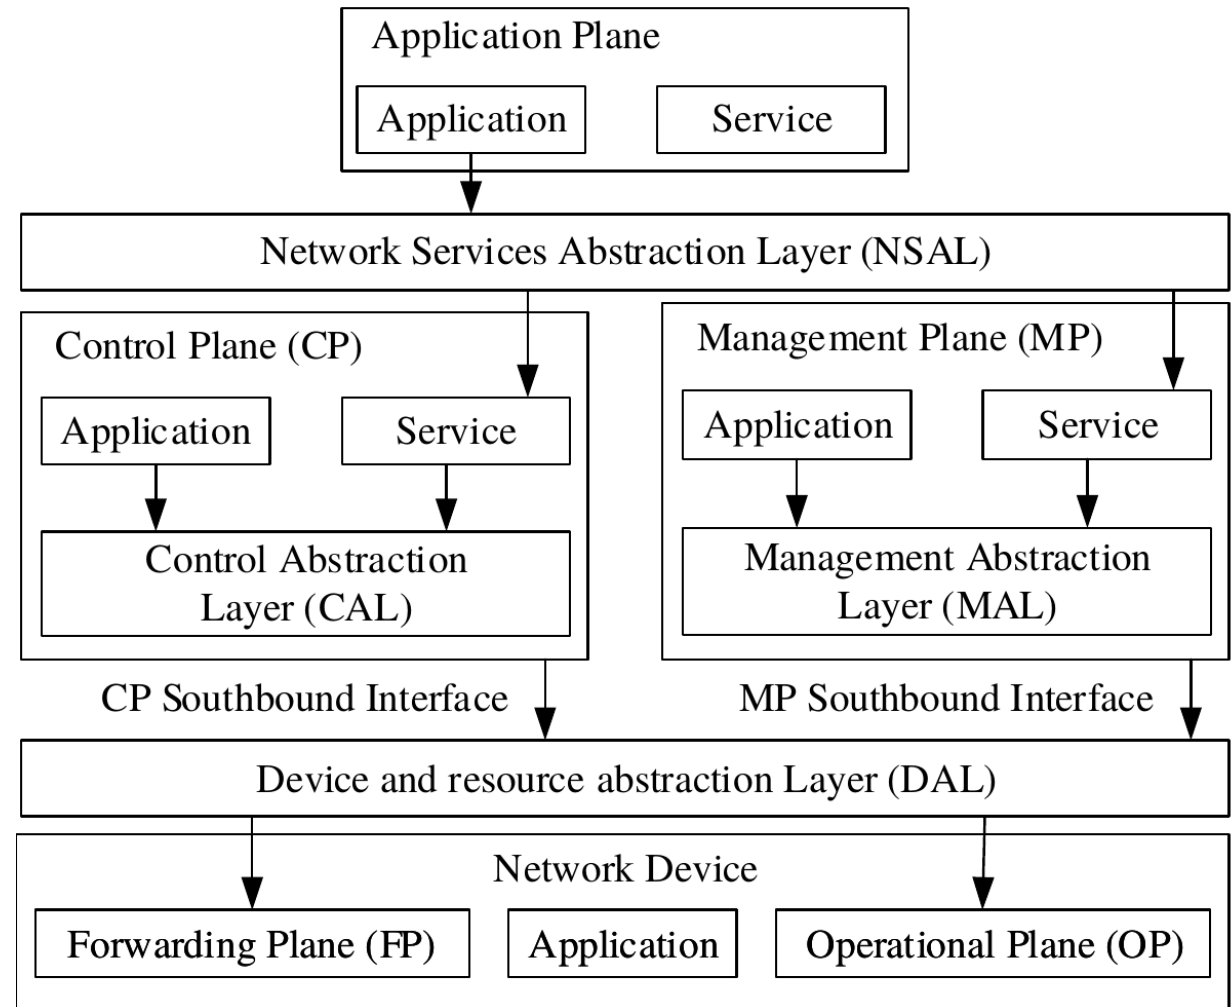 Application Plane
Application
Service
Network Services Abstraction Layer (NSAL)
Control Plane (CP)
Application
Service
Control Abstraction
Layer (CAL)
Management Plane (MP)
Application
Service
Management Abstraction
Layer (MAL)
CP Southbound Interface
MP Southbound Interface
Device and resource abstraction Layer (DAL)
Network Device
Forwarding Plane (FP)
Application
Operational Plane (OP)